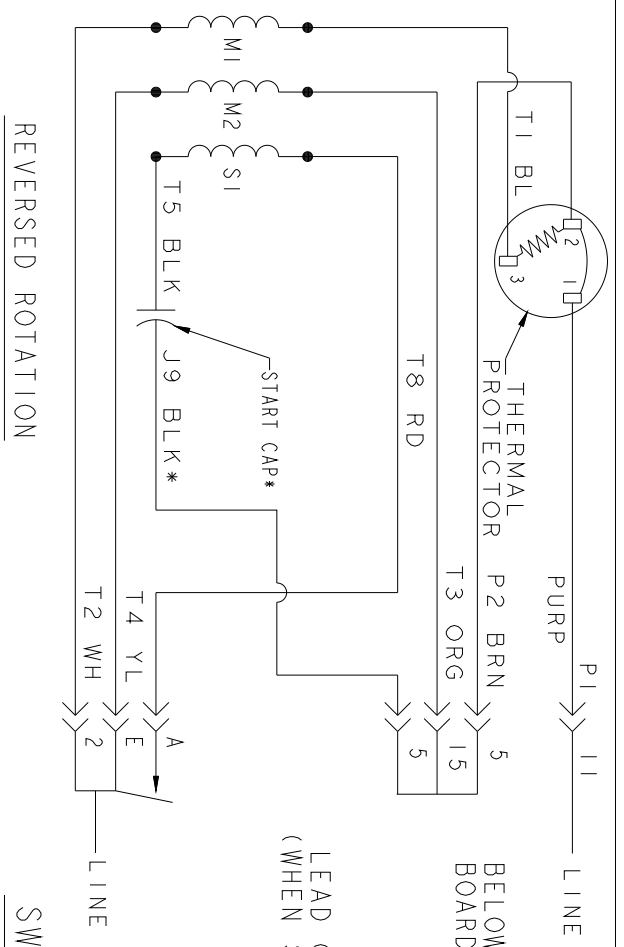 M1
M2
S1
T1 BL
1
2
3
THERMAL
PROTECTOR
T5 BLK
J9 BLK*
START CAP*
T8 RD
T3 ORG
P2 BRN
PURP
P1
11
LINE
T2 WH
T4 YL
2
E
A
5
15
5
LINE
BELOW
BOARD
LEAD
(WHEN
REVERSED ROTATION
SW